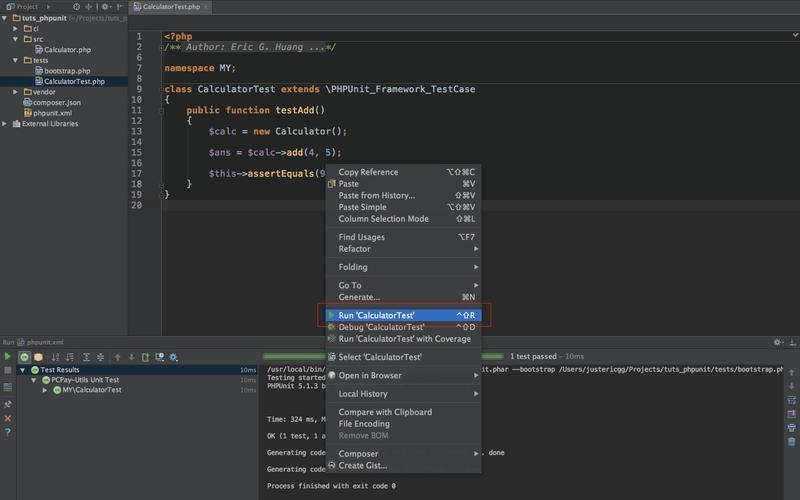 Project
CalculatorTest.php
tuts_phpunit (~/Projects/tuts_phpunit
ci
src
Calculator.php
tests
bootstrap.php
CalculatorTest.php
vendor
composer.json
phpunit.xml
External Libraries
1 <?php
2 /** Author: Eric G. Huang ...*/
6
7 namespace MY;
8
9 class CalculatorTest extends \PHPUnit_Framework_TestCase
10 {
11 public function testAdd()
12 {
13 $calc = new Calculator();
14
15 $ans = $calc->add(4, 5);
16
17 $this->assertEquals(9
18 }
19 }
20
Copy Reference ⌥⇧⌘C
Paste ⌘V
Paste from History... ⇧⌘V
Paste Simple ⌥⇧⌘V
Column Selection Mode ⇧⌘L
Find Usages ⌥F7
Refactor
Folding
Go To
Generate... ⌘N
Run 'CalculatorTest' ^⇧R
Debug 'CalculatorTest' ^⇧D
Run 'CalculatorTest' with Coverage
Select 'CalculatorTest'
Open in Browser
Local History
Compare with Clipboard
File Encoding
Remove BOM
Composer
Create Gist...
Run phpunit.xml
1 test passed – 10ms
Test Results 10ms
PCPay-Utils Unit Test 10ms
MY\CalculatorTest 10ms
/usr/local/bin/ unit.phar --bootstrap /Users/justericgg/Projects/tuts_phpunit/tests/bootstrap.ph
Testing started
PHPUnit 5.1.3 b
Time: 324 ms, M
OK (1 test, 1 a
Generating code done
Generating code
Process finished with exit code 0